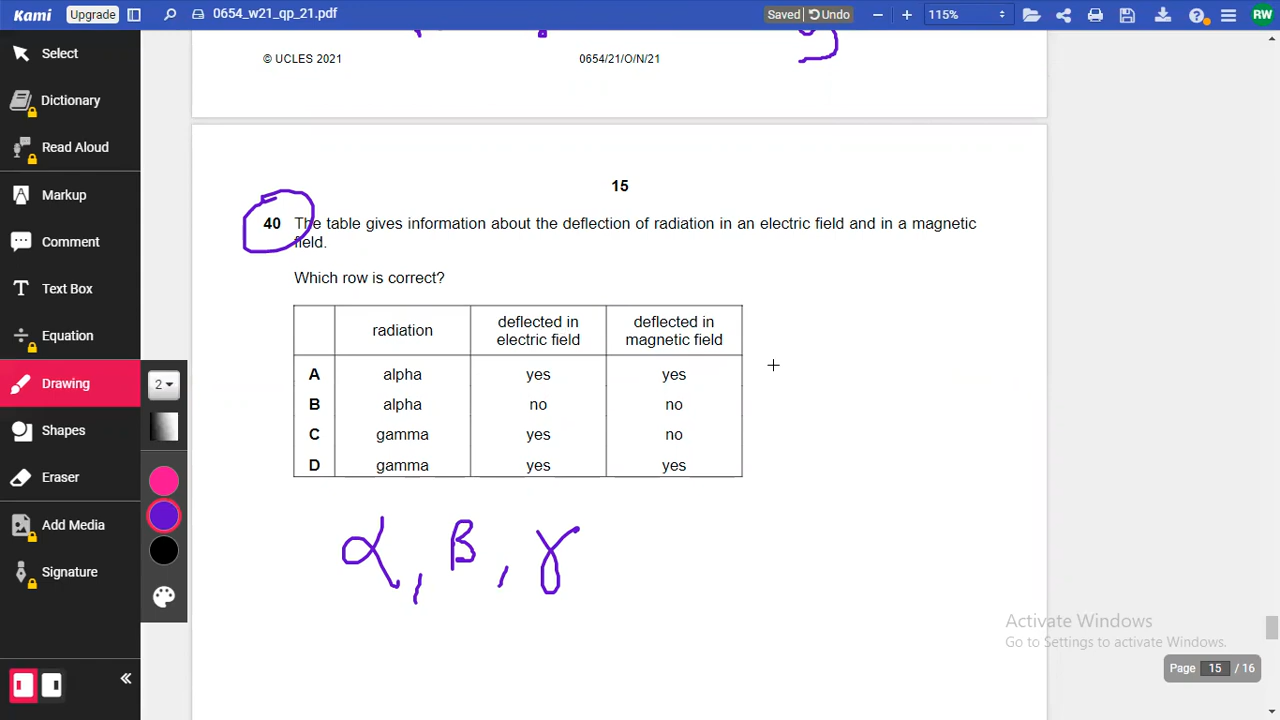 Kami Upgrade 0654_w21_qp_21.pdf Saved Undo 115% RW
Select
Dictionary
Read Aloud
Markup
Comment
Text Box
Equation
Drawing
2
Shapes
Eraser
Add Media
Signature
© UCLES 2021 0654/21/O/N/21
15
40 The table gives information about the deflection of radiation in an electric field and in a magnetic
field.
Which row is correct?
radiation deflected in electric field deflected in magnetic field
A alpha yes yes
B alpha no no
C gamma yes no
D gamma yes yes
α, β, γ
Activate Windows
Go to Settings to activate Windows.
Page 15 / 16